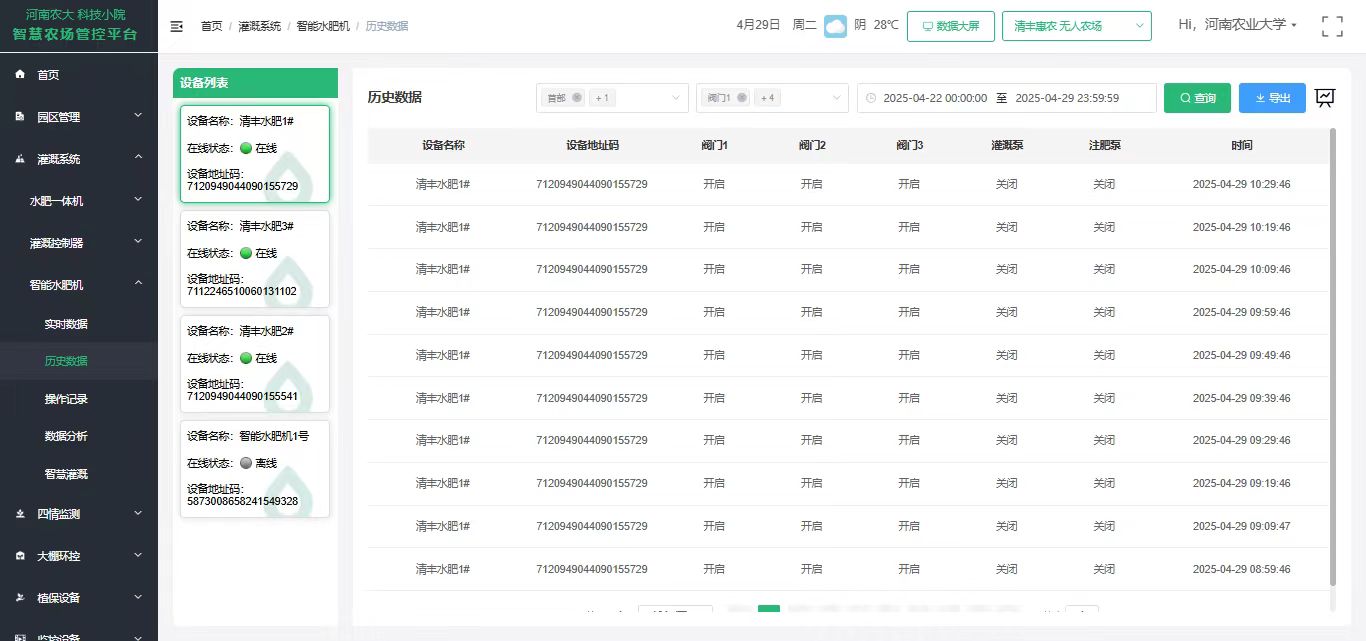 河南农大 科技小院
智慧农场管控平台
首页 / 灌溉系统 / 智能水肥机 / 历史数据
4月29日 周二 阴 28℃ 数据大屏 清丰惠农 无人农场 Hi，河南农业大学
首页
园区管理
灌溉系统
水肥一体机
灌溉控制器
智能水肥机
实时数据
历史数据
操作记录
数据分析
智慧灌溉
四情监测
大棚环控
植保设备
监控设备
设备列表
设备名称：清丰水肥1#
在线状态：在线
设备地址码：
7120949044090155729
设备名称：清丰水肥3#
在线状态：在线
设备地址码：
7112246510060131102
设备名称：清丰水肥2#
在线状态：在线
设备地址码：
7120949044090155541
设备名称：智能水肥机1号
在线状态：离线
设备地址码：
5873008658241549328
历史数据 首部 + 1 阀门1 + 4 2025-04-22 00:00:00 至 2025-04-29 23:59:59 查询 导出
设备名称 设备地址码 阀门1 阀门2 阀门3 灌溉泵 注肥泵 时间
清丰水肥1# 7120949044090155729 开启 开启 开启 关闭 关闭 2025-04-29 10:29:46
清丰水肥1# 7120949044090155729 开启 开启 开启 关闭 关闭 2025-04-29 10:19:46
清丰水肥1# 7120949044090155729 开启 开启 开启 关闭 关闭 2025-04-29 10:09:46
清丰水肥1# 7120949044090155729 开启 开启 开启 关闭 关闭 2025-04-29 09:59:46
清丰水肥1# 7120949044090155729 开启 开启 开启 关闭 关闭 2025-04-29 09:49:46
清丰水肥1# 7120949044090155729 开启 开启 开启 关闭 关闭 2025-04-29 09:39:46
清丰水肥1# 7120949044090155729 开启 开启 开启 关闭 关闭 2025-04-29 09:29:46
清丰水肥1# 7120949044090155729 开启 开启 开启 关闭 关闭 2025-04-29 09:19:46
清丰水肥1# 7120949044090155729 开启 开启 开启 关闭 关闭 2025-04-29 09:09:47
清丰水肥1# 7120949044090155729 开启 开启 开启 关闭 关闭 2025-04-29 08:59:46